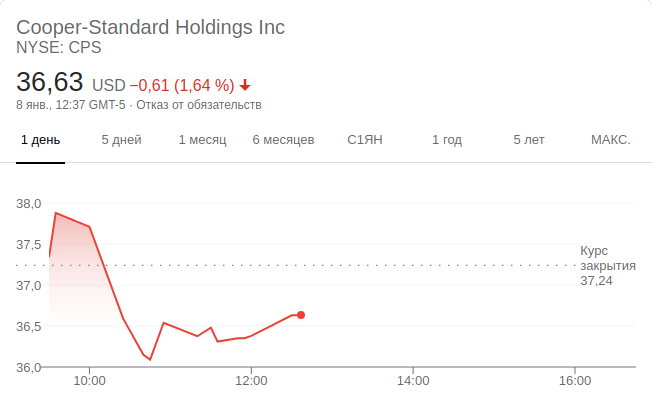 Cooper-Standard Holdings Inc
NYSE: CPS
36,63 USD −0,61 (1,64 %)
8 янв., 12:37 GMT-5 · Отказ от обязательств
1 день 5 дней 1 месяц 6 месяцев С1ЯН 1 год 5 лет МАКС.
38,0
37,5
Курс
закрытия
37,24
37,0
36,5
36,0
10:00 12:00 14:00 16:00